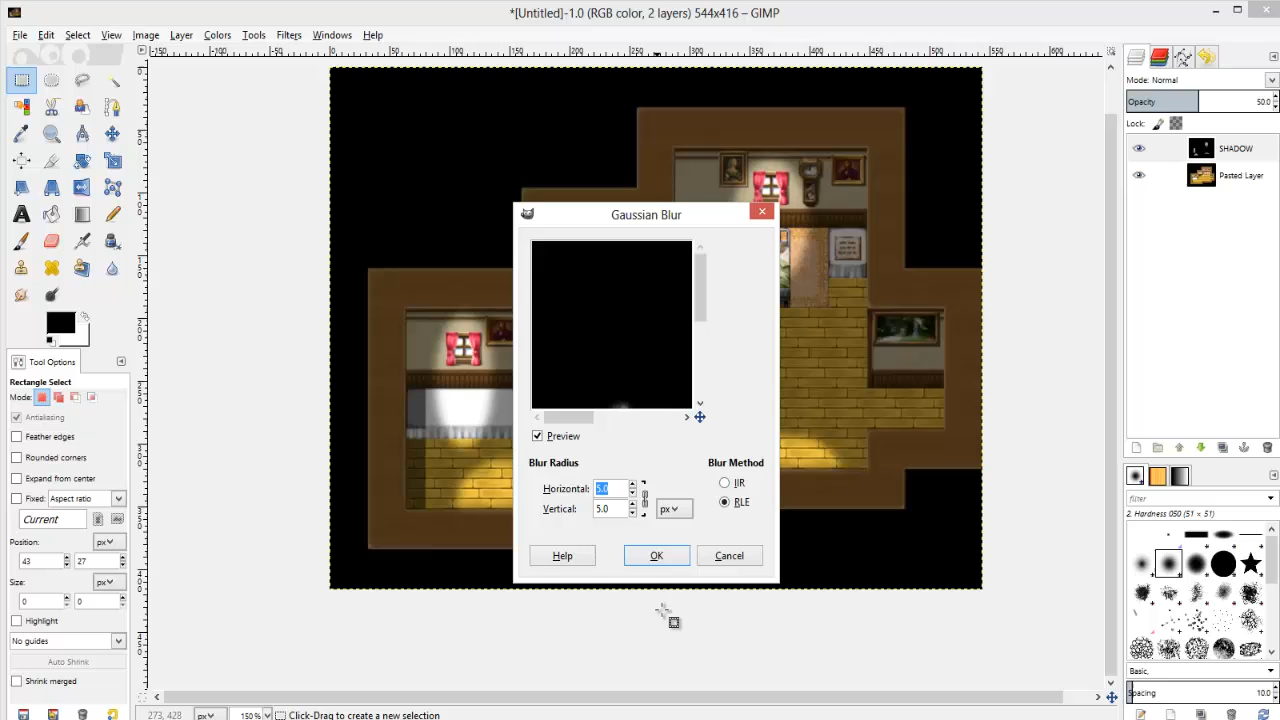 *[Untitled]-1.0 (RGB color, 2 layers) 544x416 – GIMP
File Edit Select View Image Layer Colors Tools Filters Windows Help
Mode: Normal
Opacity 50.0
Lock:
SHADOW
Pasted Layer
Gaussian Blur
Preview
Blur Radius
Horizontal: 5.0
Vertical: 5.0
px
Blur Method
IIR
RLE
Help OK Cancel
Tool Options
Rectangle Select
Mode:
Antialiasing
Feather edges
Rounded corners
Expand from center
Fixed: Aspect ratio
Current
Position: px
43 27
Size: px
0 0
Highlight
No guides
Auto Shrink
Shrink merged
filter
2. Hardness 050 (51 × 51)
Basic,
Spacing 10.0
273, 428 px 150% Click-Drag to create a new selection